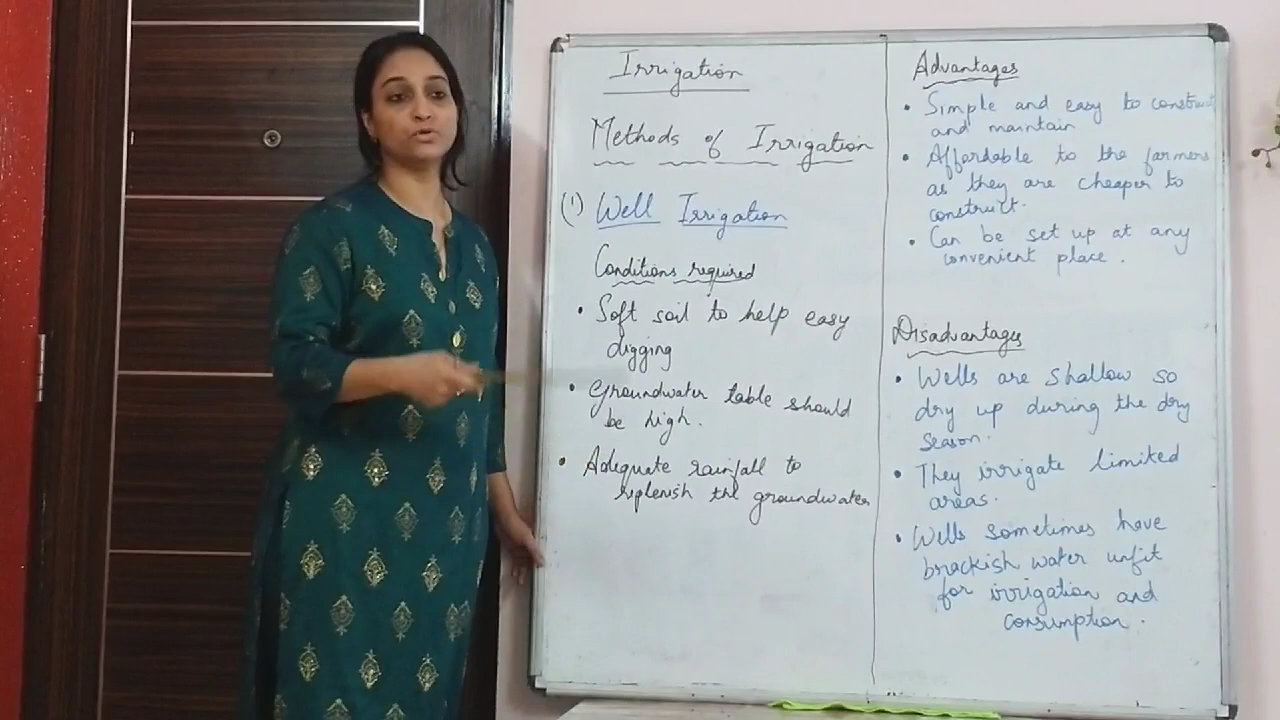 Irrigation
Methods of Irrigation
(1) Well Irrigation
Conditions required
• Soft soil to help easy
digging
• Groundwater table should
be high.
• Adequate rainfall to
replenish the groundwater
Advantages
• Simple and easy to construct
and maintain
• Affordable to the farmers
as they are cheaper to
construct.
• Can be set up at any
convenient place.
Disadvantages
• Wells are shallow so
dry up during the dry
season.
• They irrigate limited
areas.
• Wells sometimes have
brackish water unfit
for irrigation and
consumption.